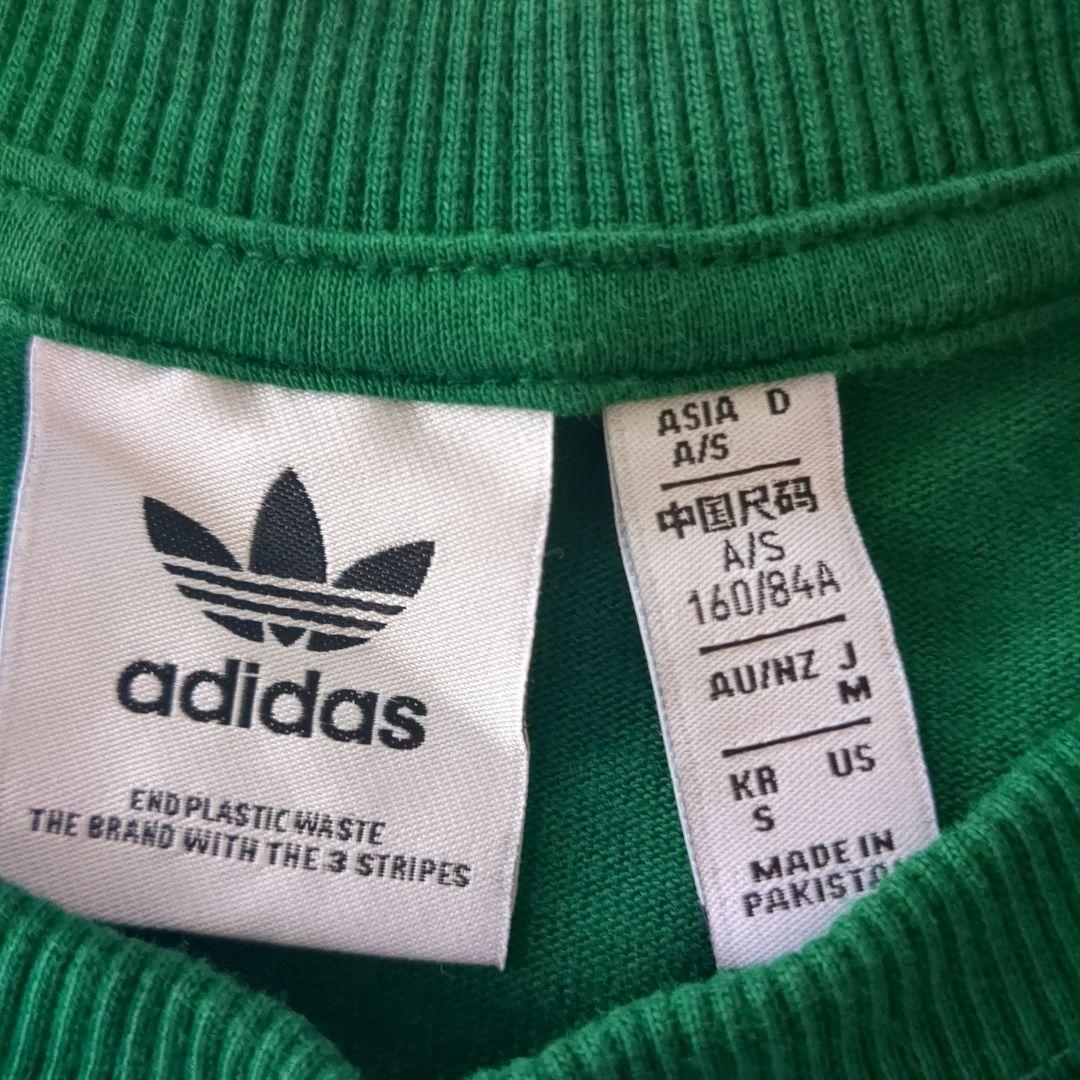 adidas
END PLASTIC WASTE
THE BRAND WITH THE 3 STRIPES
ASIA D
A/S
中国尺码
A/S
160/84A
AU/NZ J
M
KR US
S
MADE IN
PAKISTA